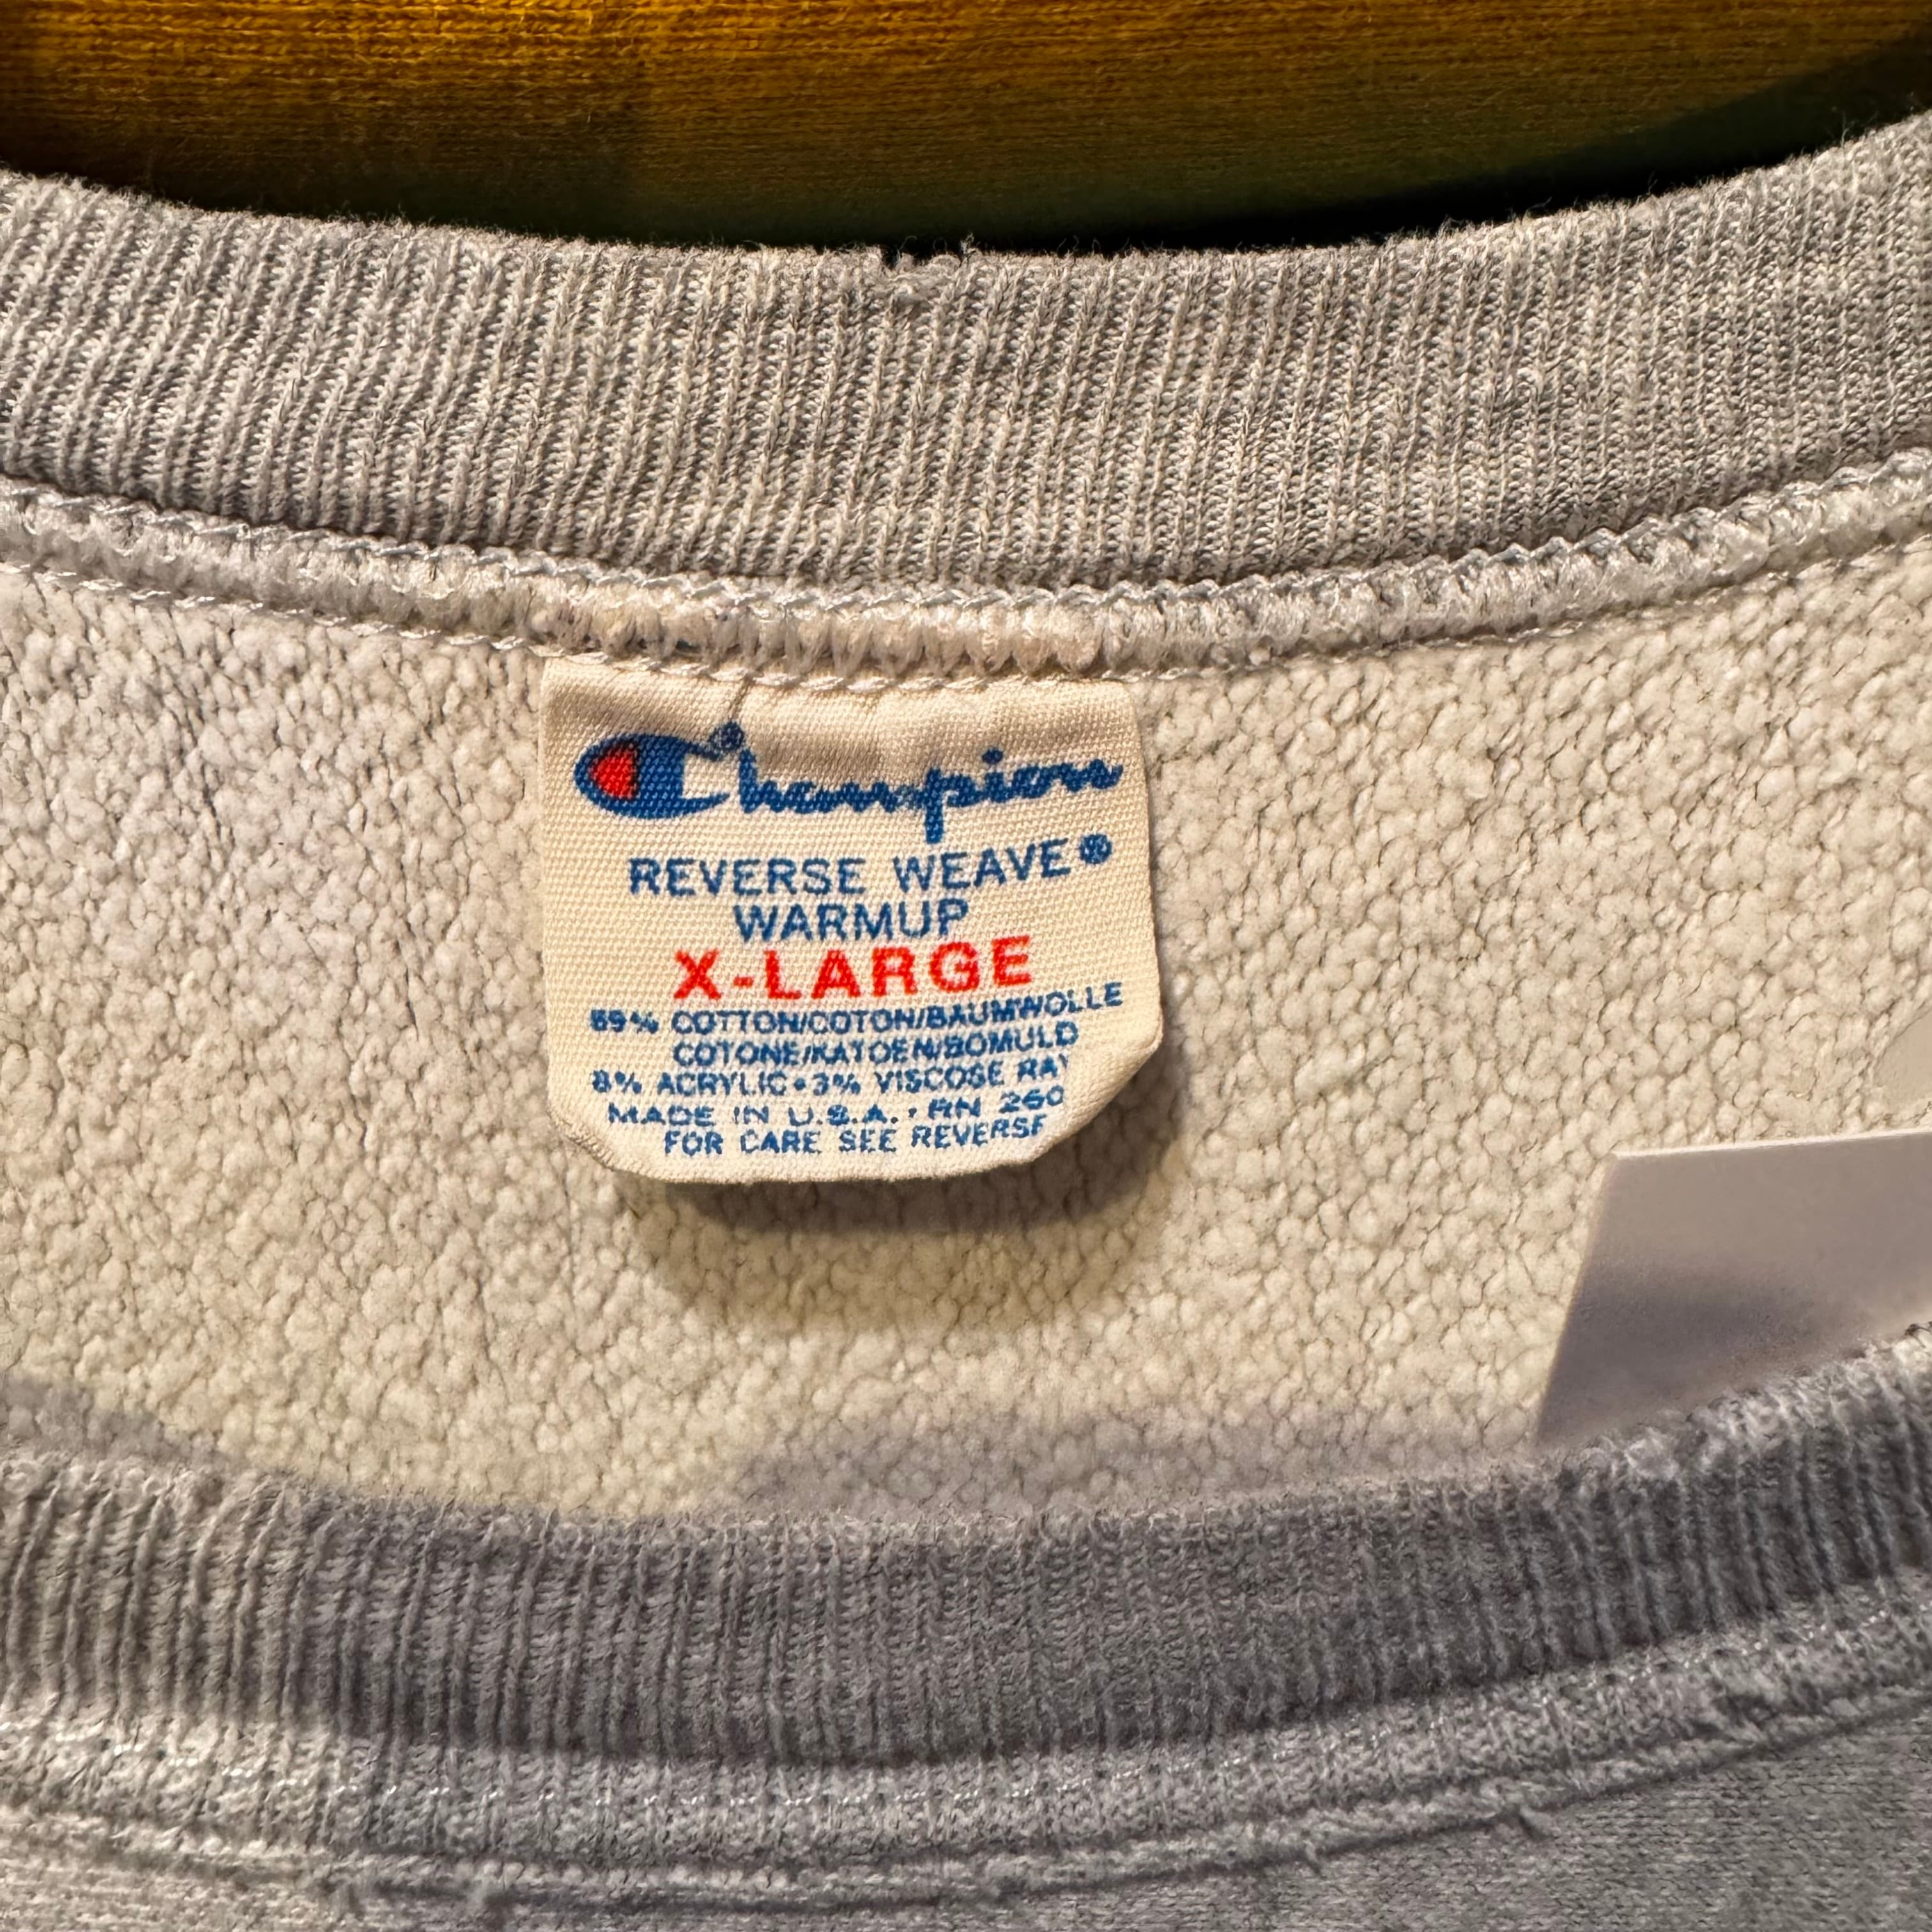 Champion
REVERSE WEAVE®
WARMUP
X-LARGE
89% COTTON/COTON/BAUMWOLLE
COTONE/KATOEN/BOMULD
8% ACRYLIC•3% VISCOSE RAY
MADE IN U.S.A. • RN 260
FOR CARE SEE REVERSE